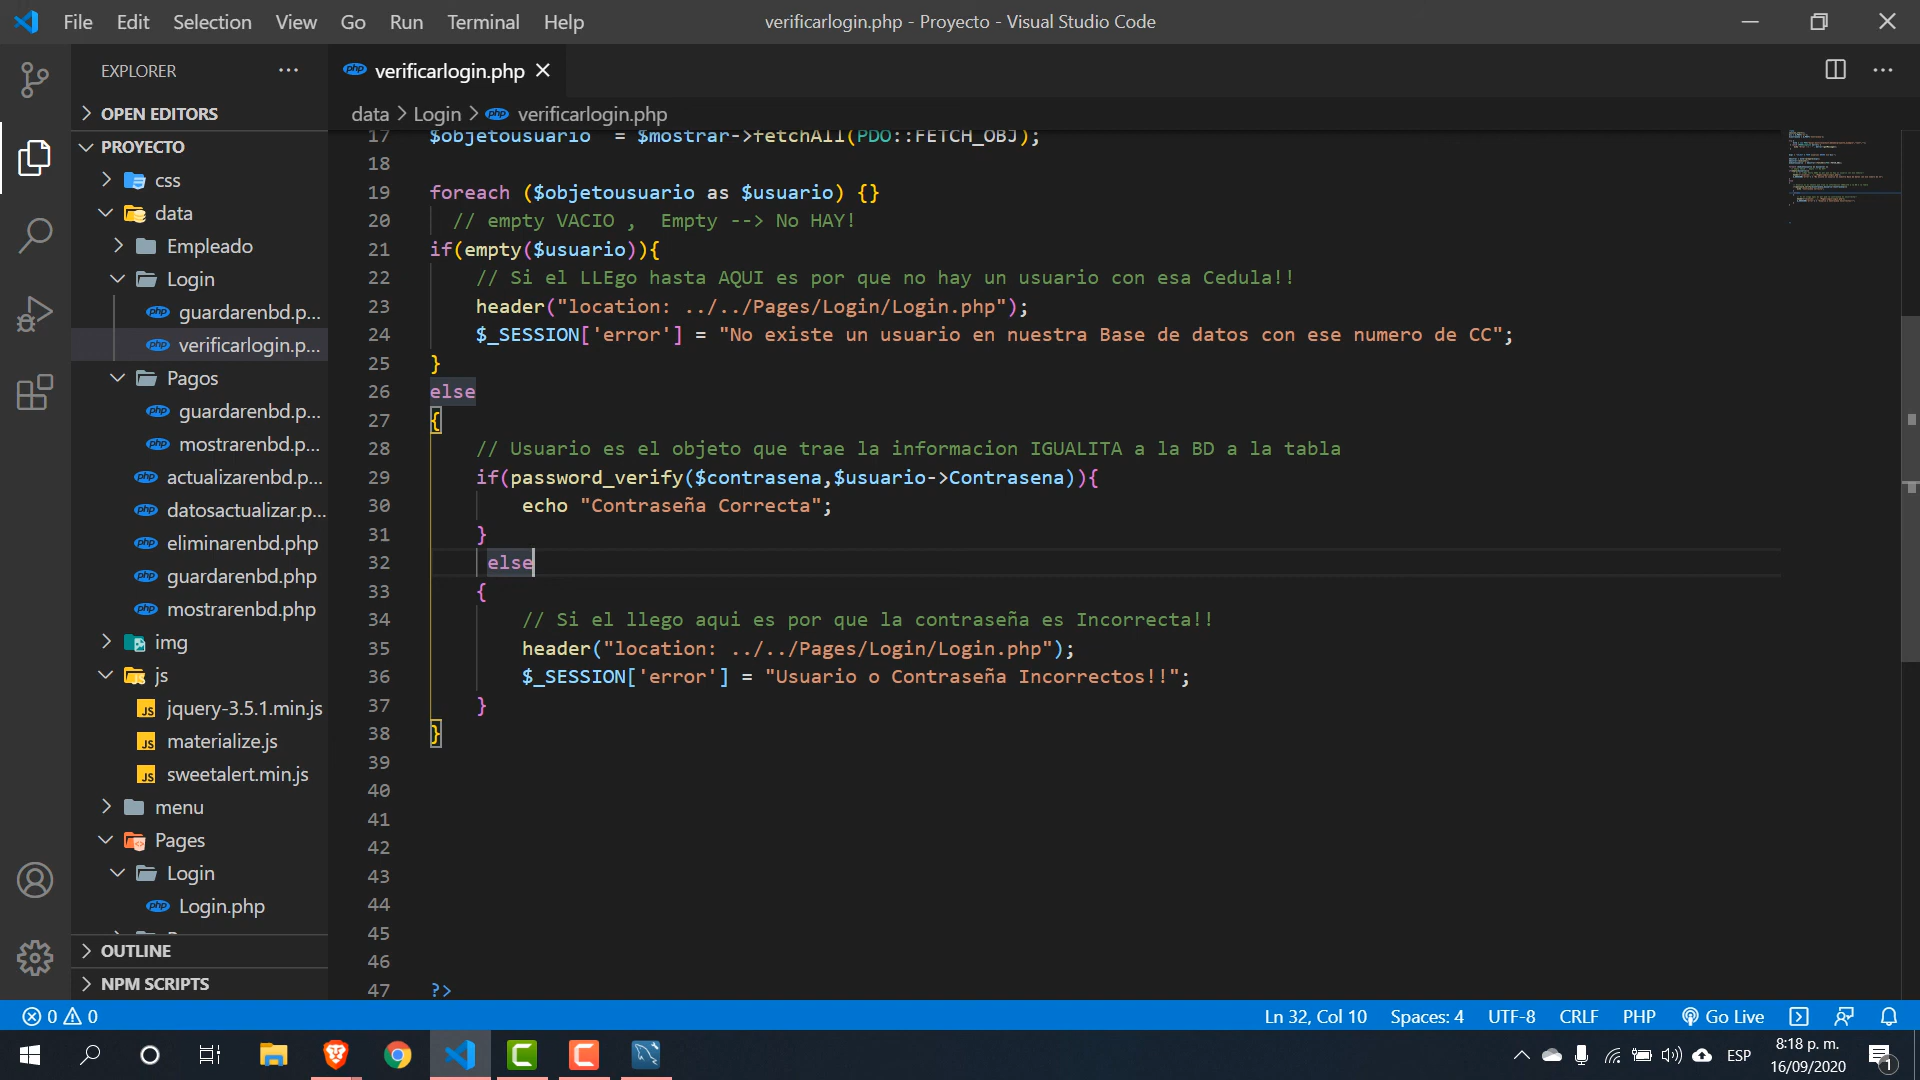 File Edit Selection View Go Run Terminal Help
verificarlogin.php - Proyecto - Visual Studio Code
EXPLORER
OPEN EDITORS
PROYECTO
css
data
Empleado
Login
guardarenbd.p...
verificarlogin.p...
Pagos
guardarenbd.p...
mostrarenbd.p...
actualizarenbd.p...
datosactualizar.p...
eliminarenbd.php
guardarenbd.php
mostrarenbd.php
img
js
jquery-3.5.1.min.js
materialize.js
sweetalert.min.js
menu
Pages
Login
Login.php
OUTLINE
NPM SCRIPTS
verificarlogin.php
data > Login > verificarlogin.php
17 $objetousuario = $mostrar->fetchAll(PDO::FETCH_OBJ);
18
19 foreach ($objetousuario as $usuario) {}
20 // empty VACIO , Empty --> No HAY!
21 if(empty($usuario)){
22 // Si el LLEgo hasta AQUI es por que no hay un usuario con esa Cedula!!
23 header("location: ../../Pages/Login/Login.php");
24 $_SESSION['error'] = "No existe un usuario en nuestra Base de datos con ese numero de CC";
25 }
26 else
27 {
28 // Usuario es el objeto que trae la informacion IGUALITA a la BD a la tabla
29 if(password_verify($contrasena,$usuario->Contrasena)){
30 echo "Contraseña Correcta";
31 }
32 else
33 {
34 // Si el llego aqui es por que la contraseña es Incorrecta!!
35 header("location: ../../Pages/Login/Login.php");
36 $_SESSION['error'] = "Usuario o Contraseña Incorrectos!!";
37 }
38 }
39
40
41
42
43
44
45
46
47 ?>
0 0
Ln 32, Col 10 Spaces: 4 UTF-8 CRLF PHP Go Live
ESP
8:18 p. m.
16/09/2020
1